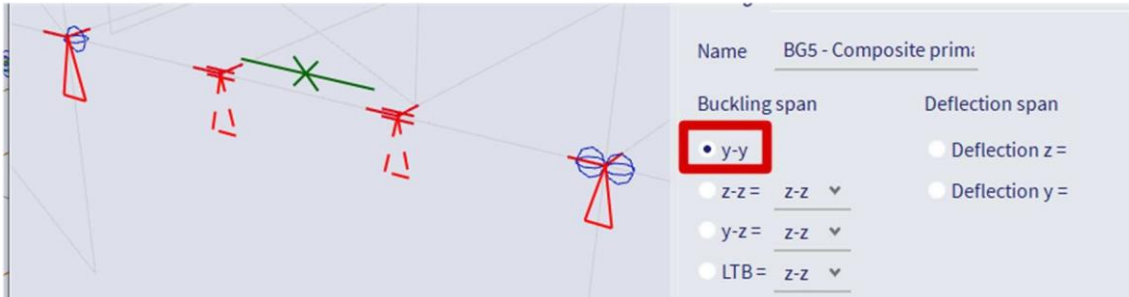 Name BG5 - Composite prima
Buckling span Deflection span
y-y Deflection z =
z-z = z-z Deflection y =
y-z = z-z
LTB = z-z